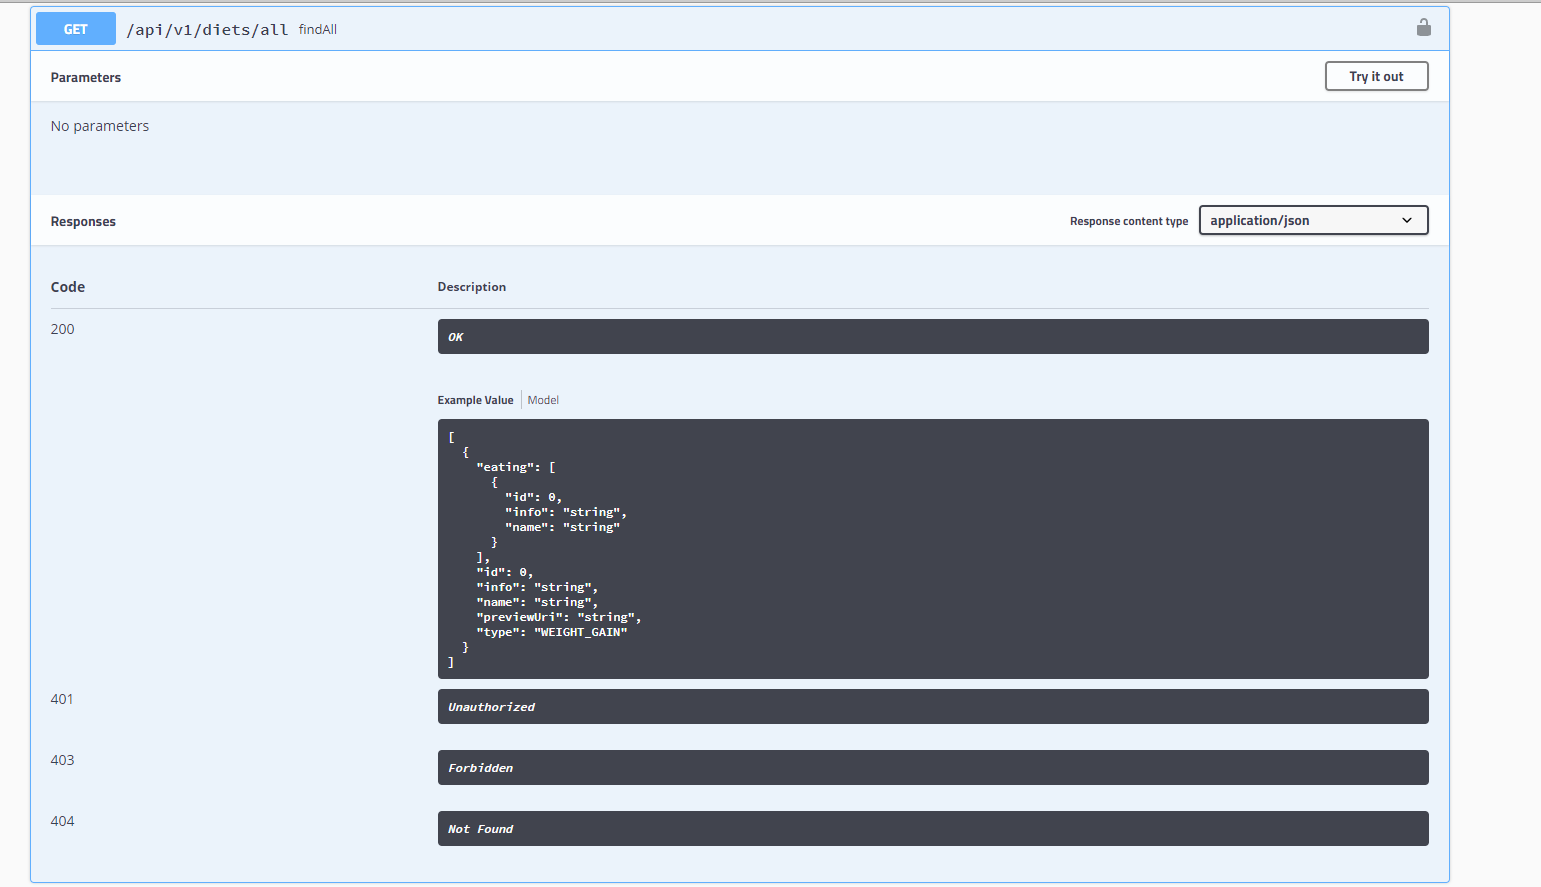 GET /api/v1/diets/all findAll
Parameters Try it out
No parameters
Responses Response content type application/json
Code Description
200 OK
Example Value Model
[
  {
    "eating": [
      {
        "id": 0,
        "info": "string",
        "name": "string"
      }
    ],
    "id": 0,
    "info": "string",
    "name": "string",
    "previewUri": "string",
    "type": "WEIGHT_GAIN"
  }
]
401 Unauthorized
403 Forbidden
404 Not Found